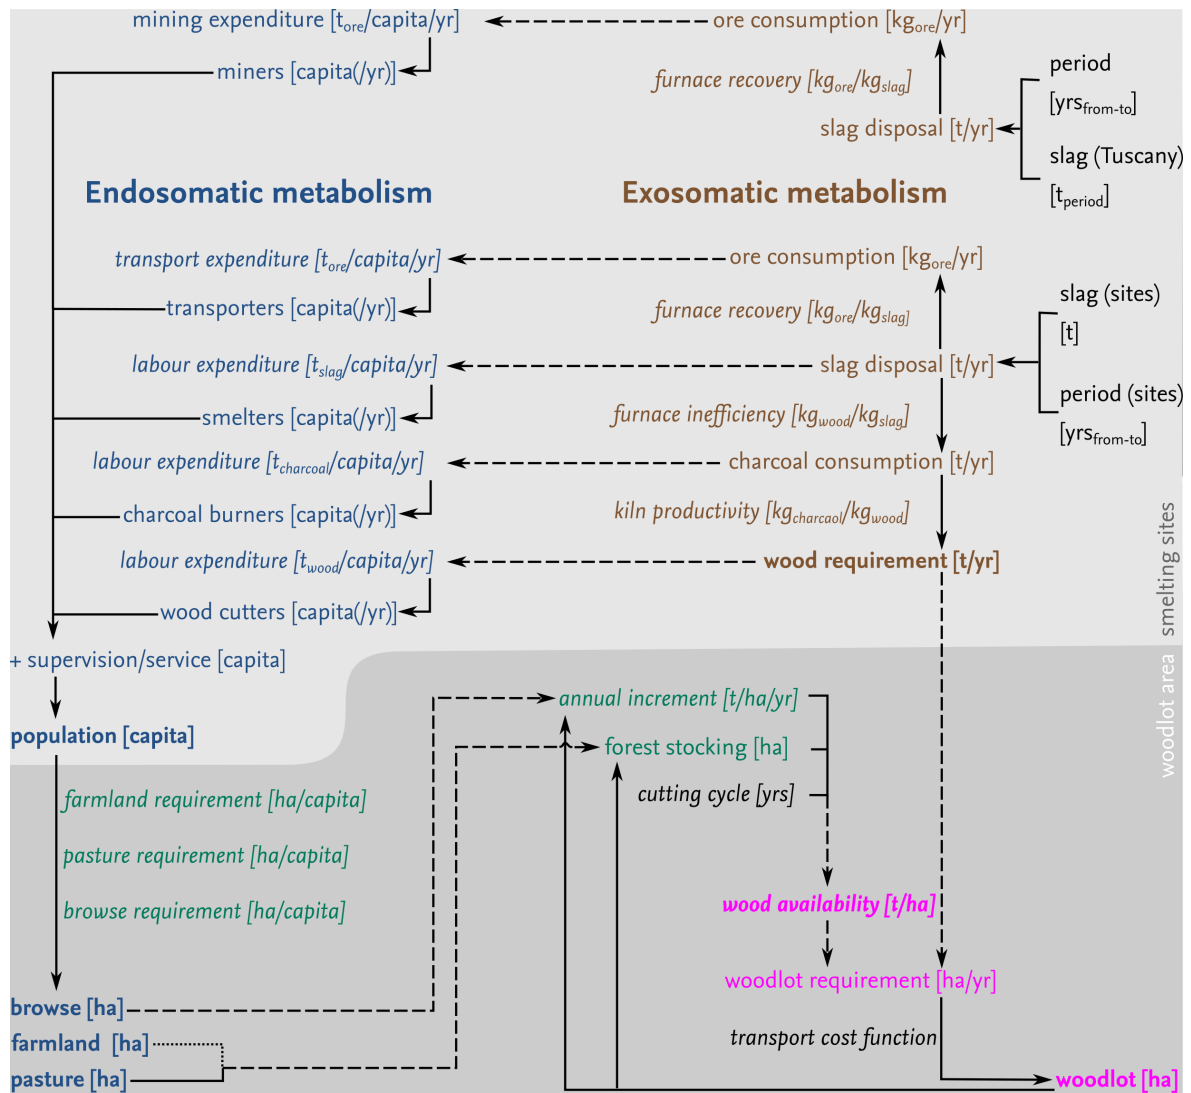 mining expenditure [tore/capita/yr]
ore consumption [kgore/yr]
miners [capita(/yr)]
furnace recovery [kgore/kgslag]
period
[yrsfrom-to]
slag disposal [t/yr]
slag (Tuscany)
[tperiod]
Endosomatic metabolism
Exosomatic metabolism
transport expenditure [tore/capita/yr]
ore consumption [kgore/yr]
transporters [capita(/yr)]
furnace recovery [kgore/kgslag]
slag (sites)
[t]
labour expenditure [tslag/capita/yr]
slag disposal [t/yr]
period (sites)
[yrsfrom-to]
smelters [capita(/yr)]
furnace inefficiency [kgwood/kgslag]
labour expenditure [tcharcoal/capita/yr]
charcoal consumption [t/yr]
charcoal burners [capita(/yr)]
kiln productivity [kgcharcaol/kgwood]
labour expenditure [twood/capita/yr]
wood requirement [t/yr]
wood cutters [capita(/yr)]
smelting sites
+ supervision/service [capita]
woodlot area
population [capita]
annual increment [t/ha/yr]
forest stocking [ha]
cutting cycle [yrs]
farmland requirement [ha/capita]
pasture requirement [ha/capita]
browse requirement [ha/capita]
wood availability [t/ha]
woodlot requirement [ha/yr]
browse [ha]
farmland [ha]
pasture [ha]
transport cost function
woodlot [ha]